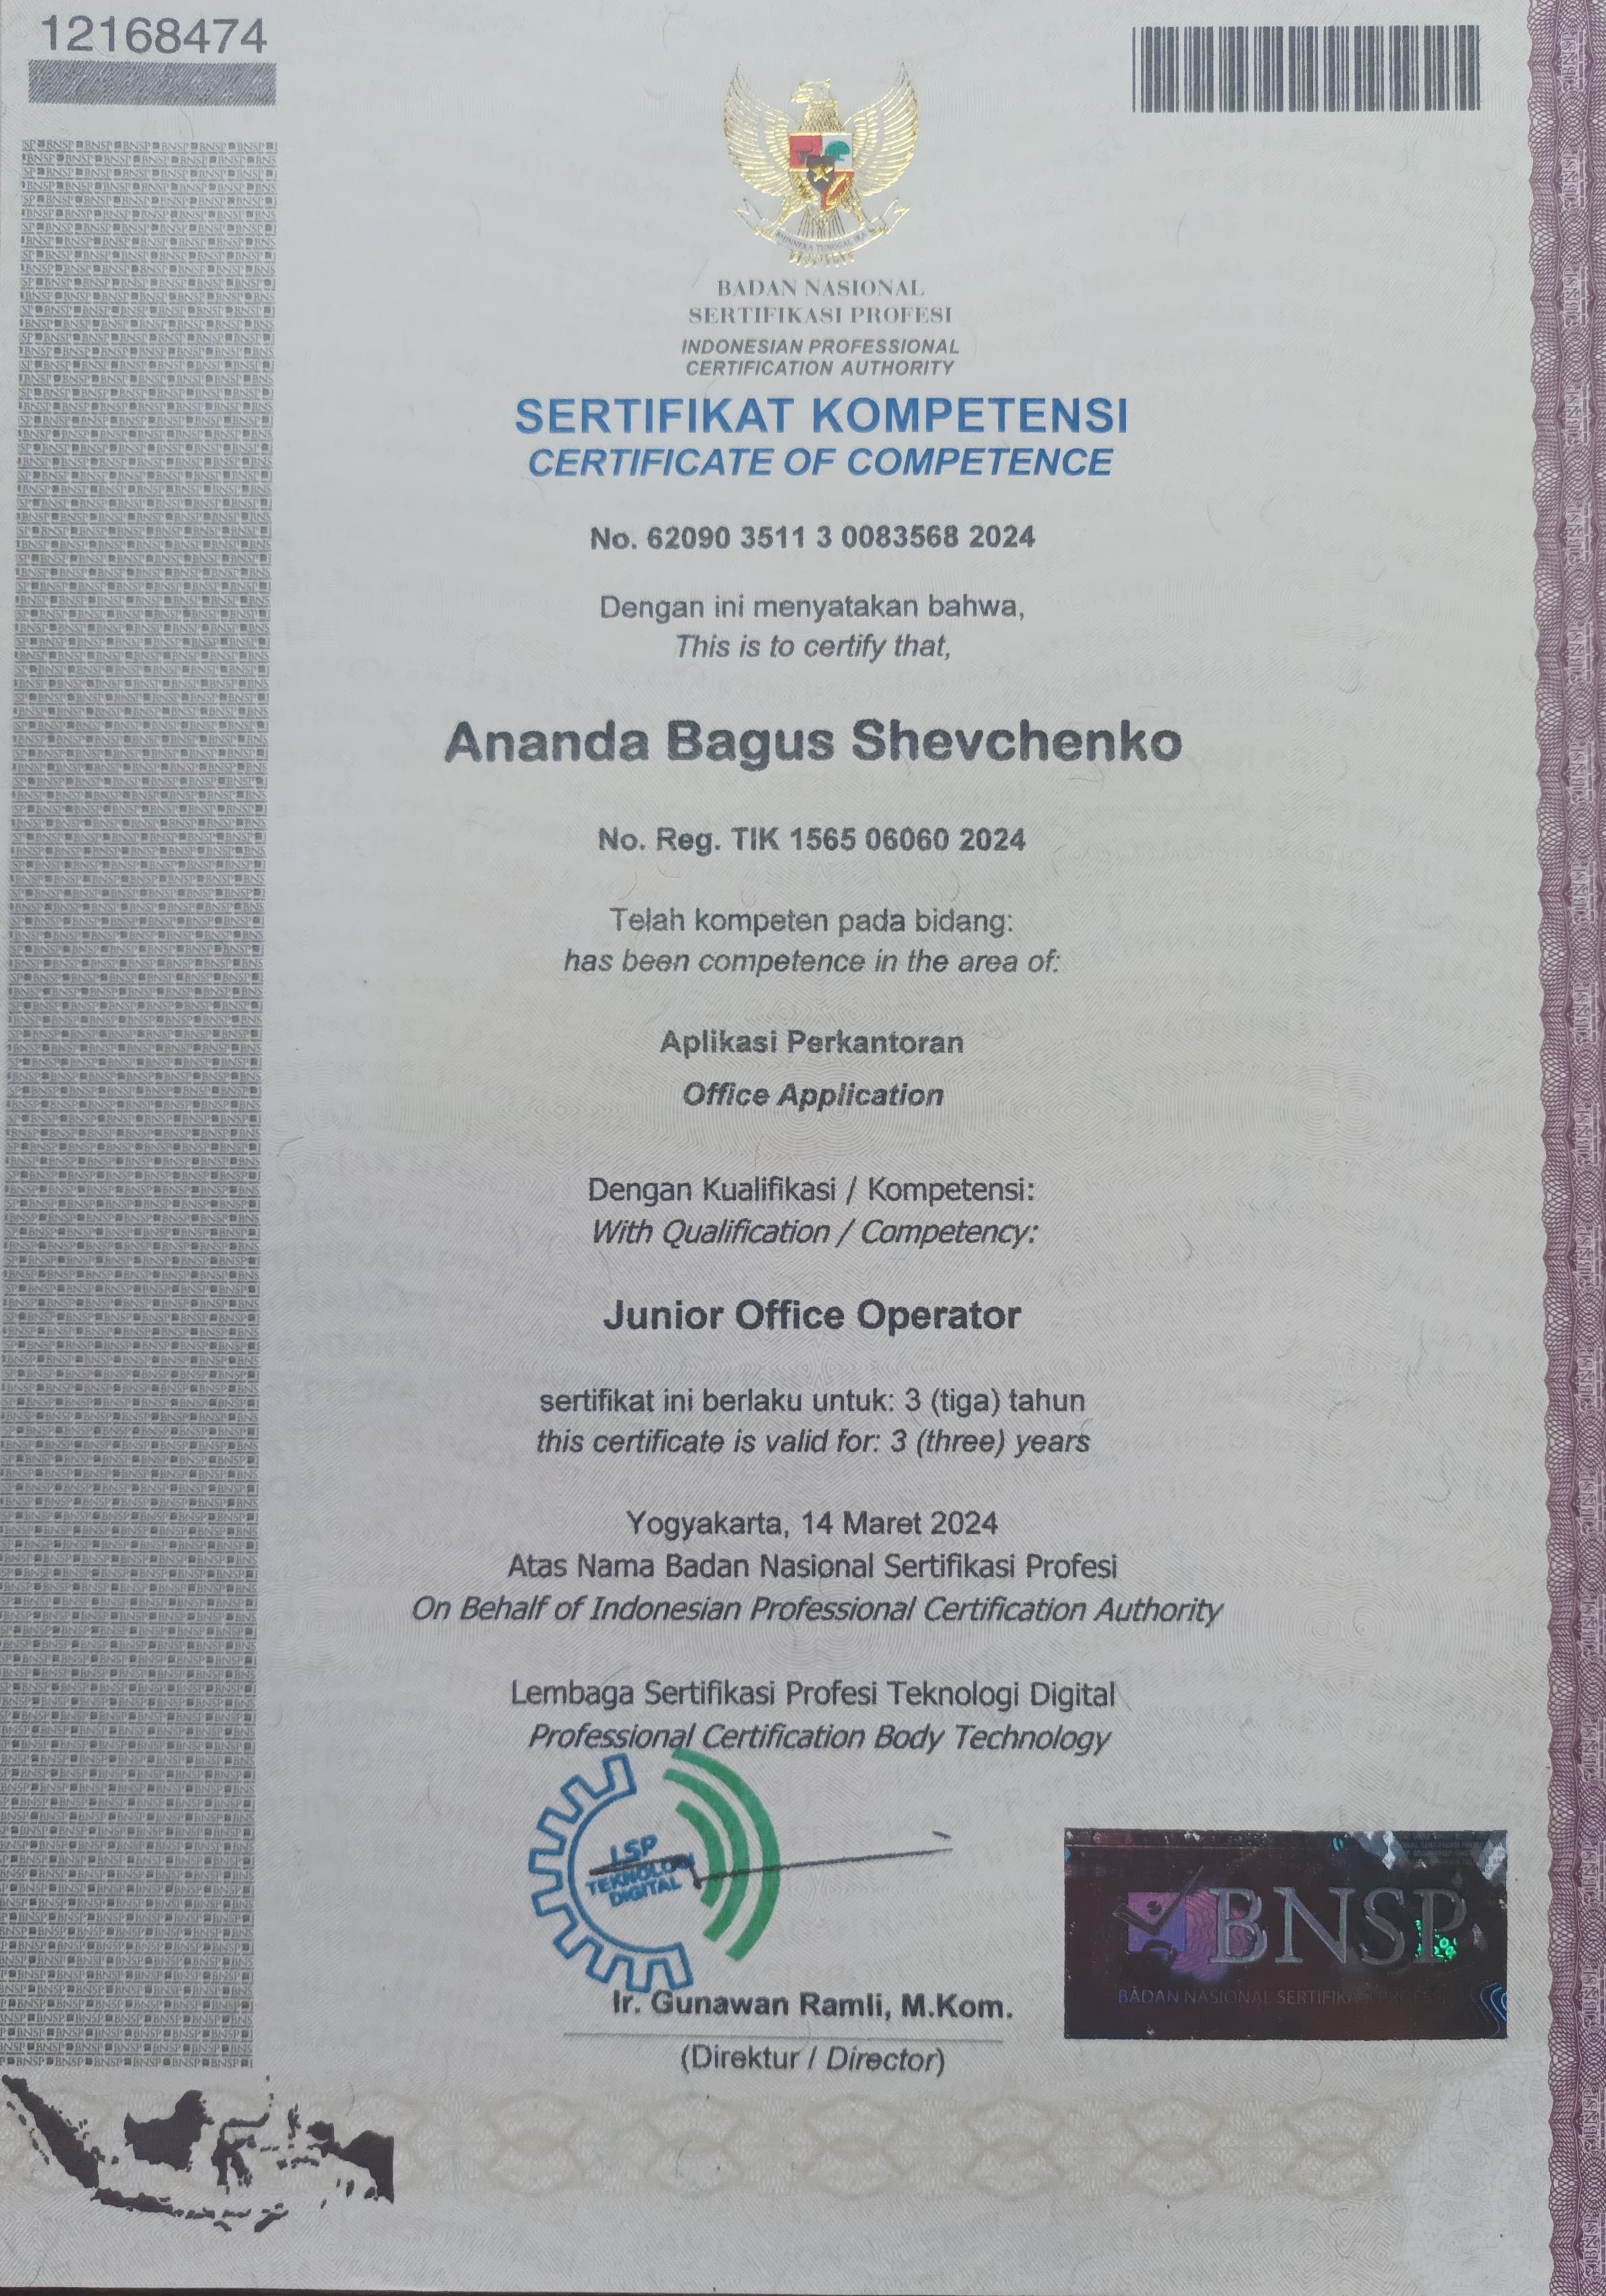 12168474
BHINNEKA TUNGGAL IKA
BADAN NASIONAL
SERTIFIKASI PROFESI
INDONESIAN PROFESSIONAL
CERTIFICATION AUTHORITY
SERTIFIKAT KOMPETENSI
CERTIFICATE OF COMPETENCE
No. 62090 3511 3 0083568 2024
Dengan ini menyatakan bahwa,
This is to certify that,
Ananda Bagus Shevchenko
No. Reg. TIK 1565 06060 2024
Telah kompeten pada bidang:
has been competence in the area of:
Aplikasi Perkantoran
Office Application
Dengan Kualifikasi / Kompetensi:
With Qualification / Competency:
Junior Office Operator
sertifikat ini berlaku untuk: 3 (tiga) tahun
this certificate is valid for: 3 (three) years
Yogyakarta, 14 Maret 2024
Atas Nama Badan Nasional Sertifikasi Profesi
On Behalf of Indonesian Professional Certification Authority
Lembaga Sertifikasi Profesi Teknologi Digital
Professional Certification Body Technology
LSP
TEKNOLOGI
DIGITAL
Ir. Gunawan Ramli, M.Kom.
(Direktur / Director)
BNSP
BADAN NASIONAL SERTIFIKASI PROFESI